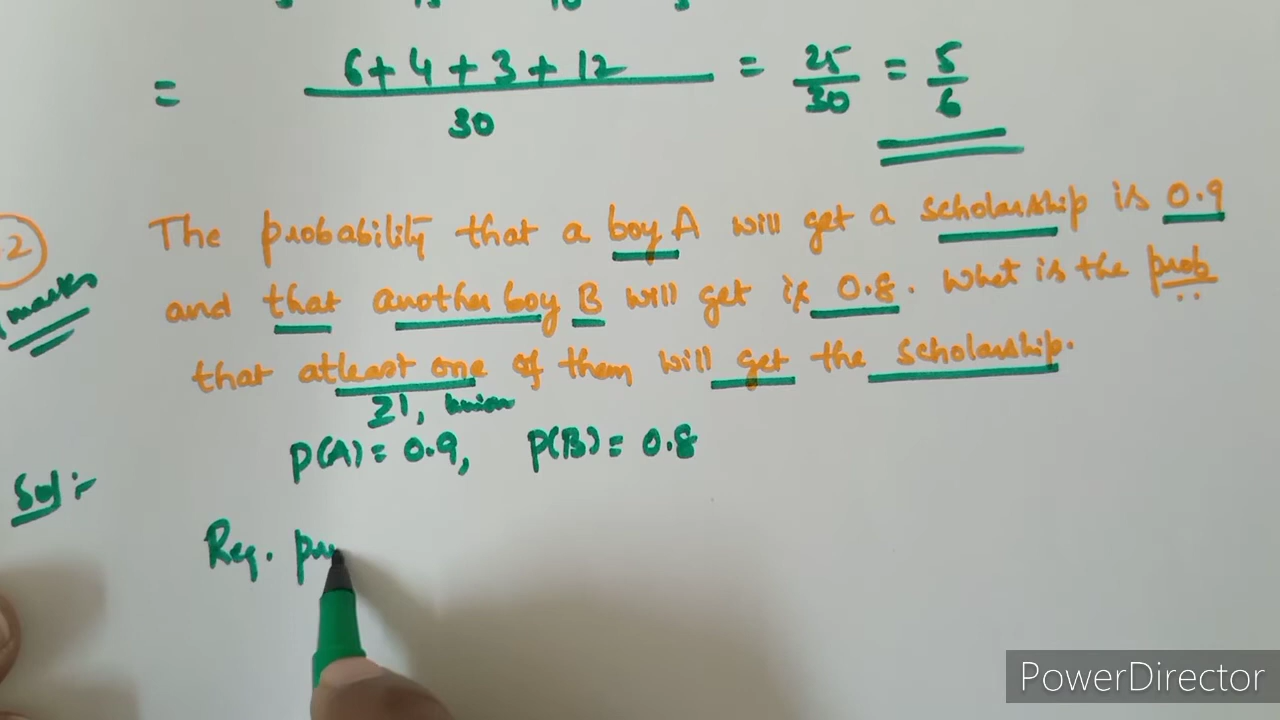 = 6+4+3+12 / 30 = 25/30 = 5/6
2
The probability that a boy A will get a scholarship is 0.9
marks
and that another boy B will get is 0.8. What is the prob
that atleast one of them will get the scholarship.
≥1, union
P(A) = 0.9, P(B) = 0.8
Sol :-
Req.
PowerDirector